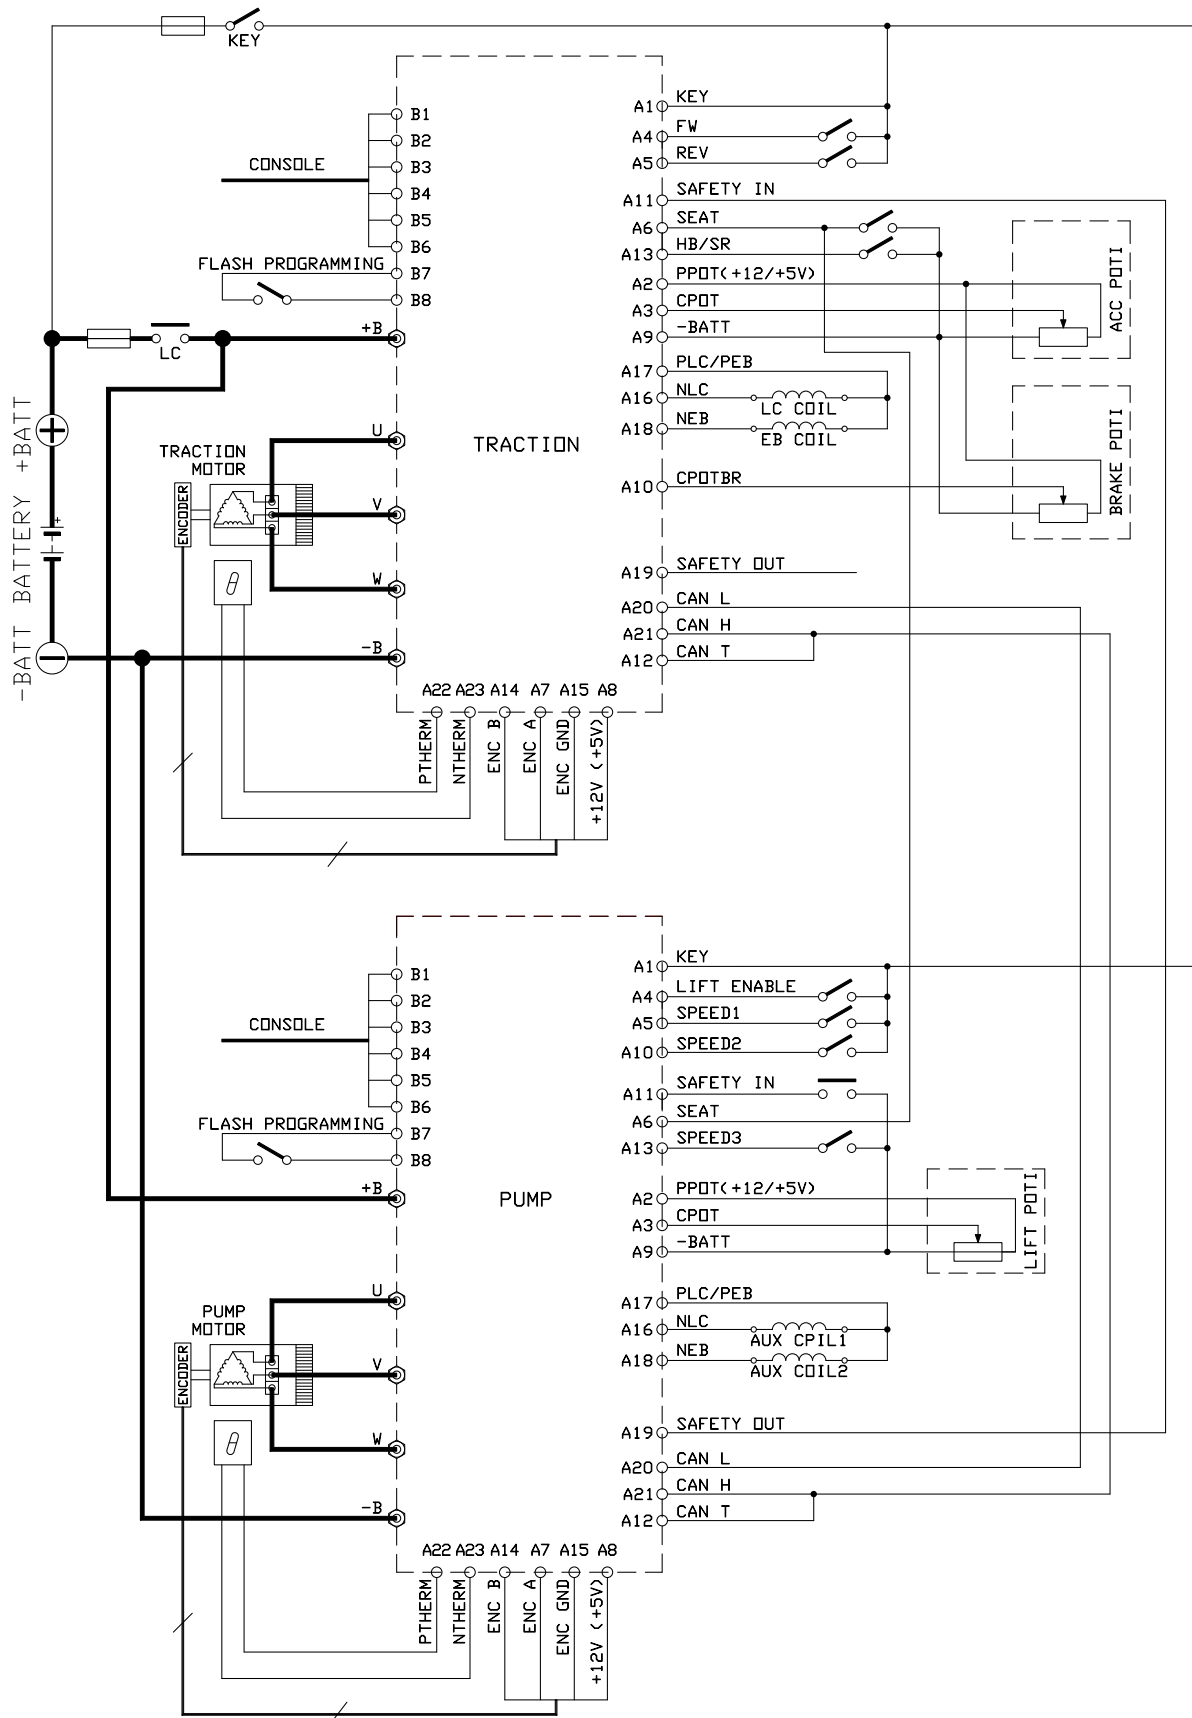 KEY
B1
B2
CONSOLE
B3
B4
B5
B6
FLASH PROGRAMMING
B7
B8
+B
LC
U
TRACTION
MOTOR
ENCODER
V
W
-B
-BATT BATTERY +BATT
+
TRACTION
A1 KEY
A4 FW
A5 REV
A11 SAFETY IN
A6 SEAT
A13 HB/SR
A2 PPOT(+12/+5V)
A3 CPOT
A9 -BATT
ACC POTI
A17 PLC/PEB
A16 NLC
LC COIL
A18 NEB
EB COIL
A10 CPOTBR
BRAKE POTI
A19 SAFETY OUT
A20 CAN L
A21 CAN H
A12 CAN T
A22 A23 A14 A7 A15 A8
PTHERM
NTHERM
ENC B
ENC A
ENC GND
+12V (+5V)
B1
B2
CONSOLE
B3
B4
B5
B6
FLASH PROGRAMMING
B7
B8
+B
U
PUMP
MOTOR
ENCODER
V
W
-B
PUMP
A1 KEY
A4 LIFT ENABLE
A5 SPEED1
A10 SPEED2
A11 SAFETY IN
A6 SEAT
A13 SPEED3
A2 PPOT(+12/+5V)
A3 CPOT
A9 -BATT
LIFT POTI
A17 PLC/PEB
A16 NLC
AUX CPIL1
A18 NEB
AUX COIL2
A19 SAFETY OUT
A20 CAN L
A21 CAN H
A12 CAN T
A22 A23 A14 A7 A15 A8
PTHERM
NTHERM
ENC B
ENC A
ENC GND
+12V (+5V)